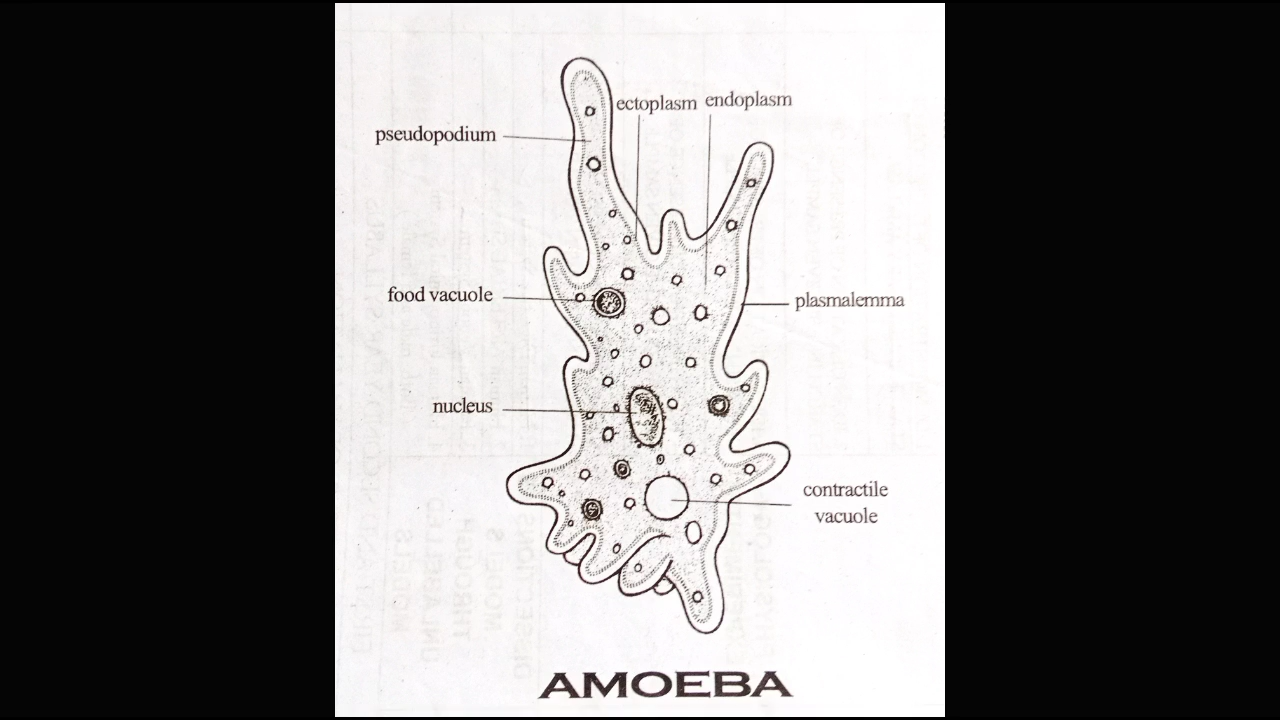 ectoplasm endoplasm
pseudopodium
food vacuole
plasmalemma
nucleus
contractile
vacuole
AMOEBA